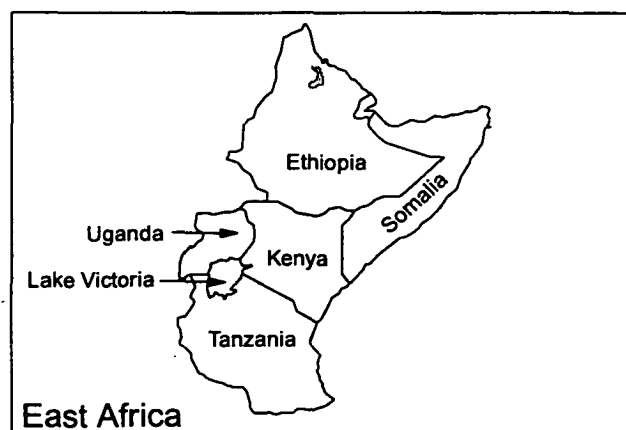 Ethiopia
Somalia
Uganda
Kenya
Lake Victoria
Tanzania
East Africa